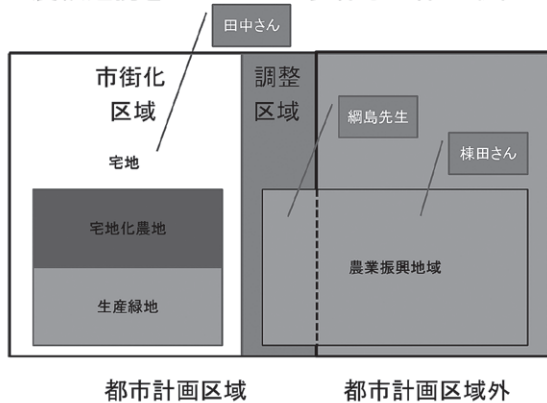 田中さん
市街化
区域
調整
区域
綱島先生
棟田さん
宅地
宅地化農地
生産緑地
農業振興地域
都市計画区域
都市計画区域外